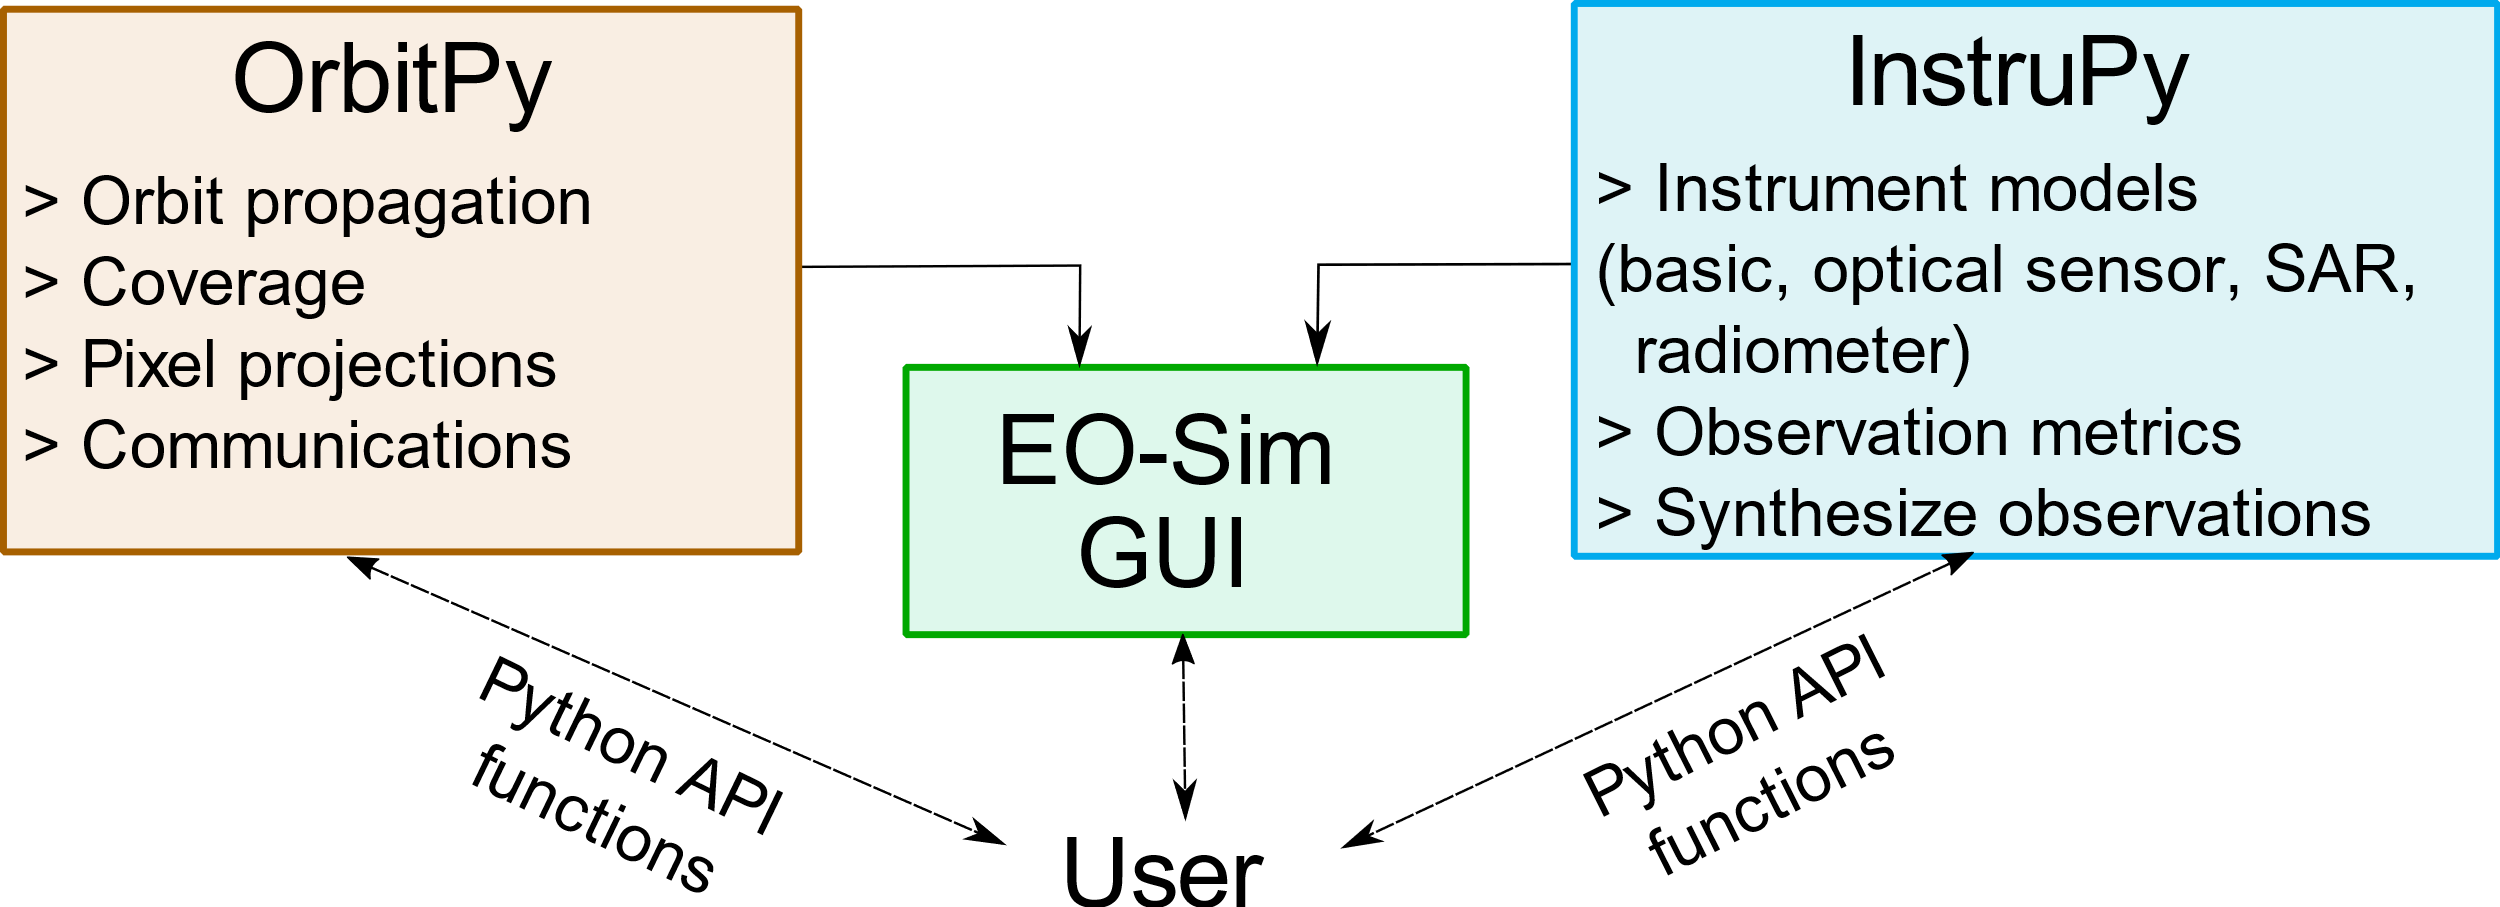 OrbitPy
> Orbit propagation
> Coverage
> Pixel projections
> Communications
InstruPy
> Instrument models
(basic, optical sensor, SAR,
radiometer)
> Observation metrics
> Synthesize observations
EO-Sim
GUI
Python API
functions
Python API
functions
User